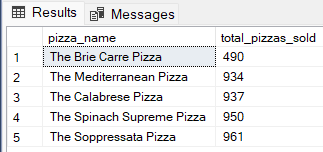 Results Messages
pizza_name total_pizzas_sold
1 The Brie Carre Pizza 490
2 The Mediterranean Pizza 934
3 The Calabrese Pizza 937
4 The Spinach Supreme Pizza 950
5 The Soppressata Pizza 961